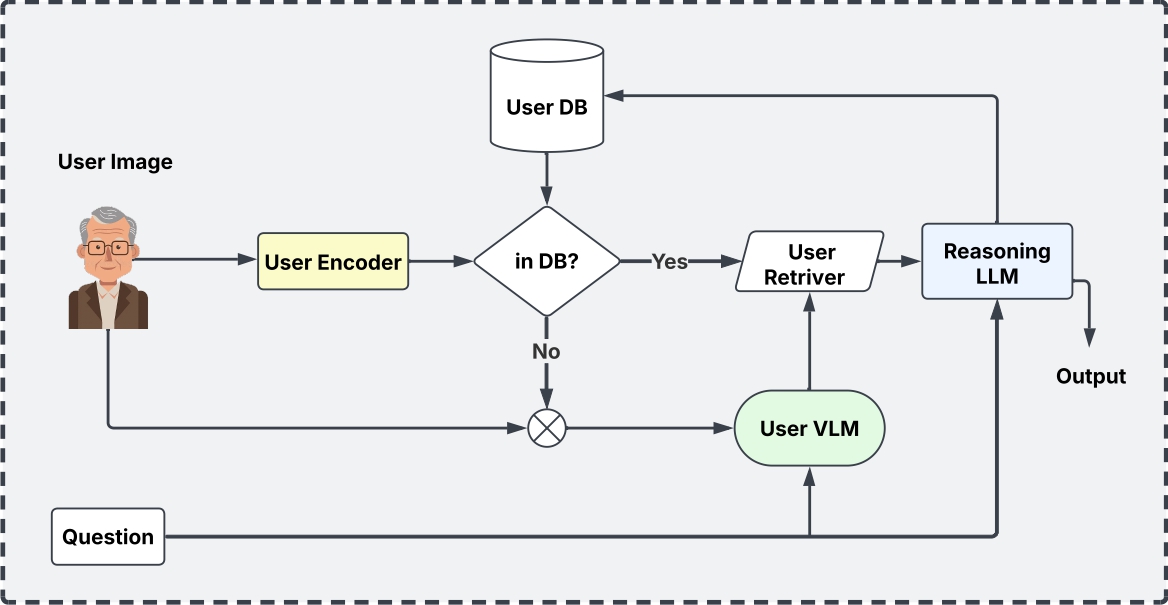 User DB
User Image
User Encoder
in DB?
Yes
User
Retriver
Reasoning
LLM
No
Output
User VLM
Question